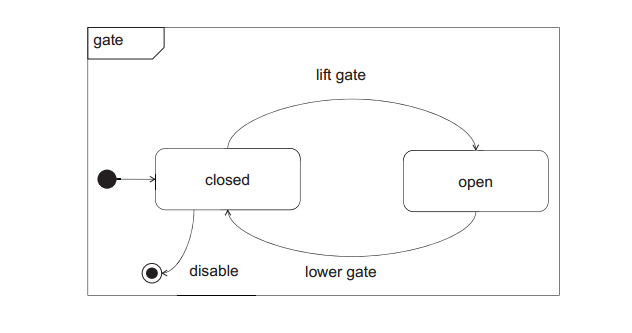 gate
lift gate
closed
open
disable
lower gate